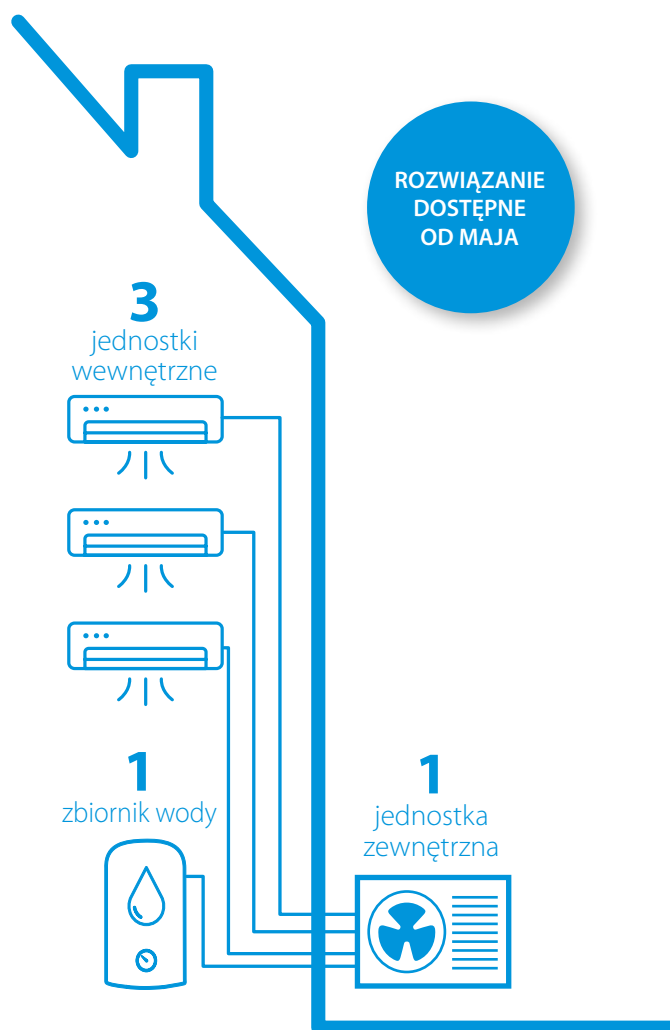 ROZWIĄZANIE
DOSTĘPNE
OD MAJA
3
jednostki
wewnętrzne
1
zbiornik wody
1
jednostka
zewnętrzna